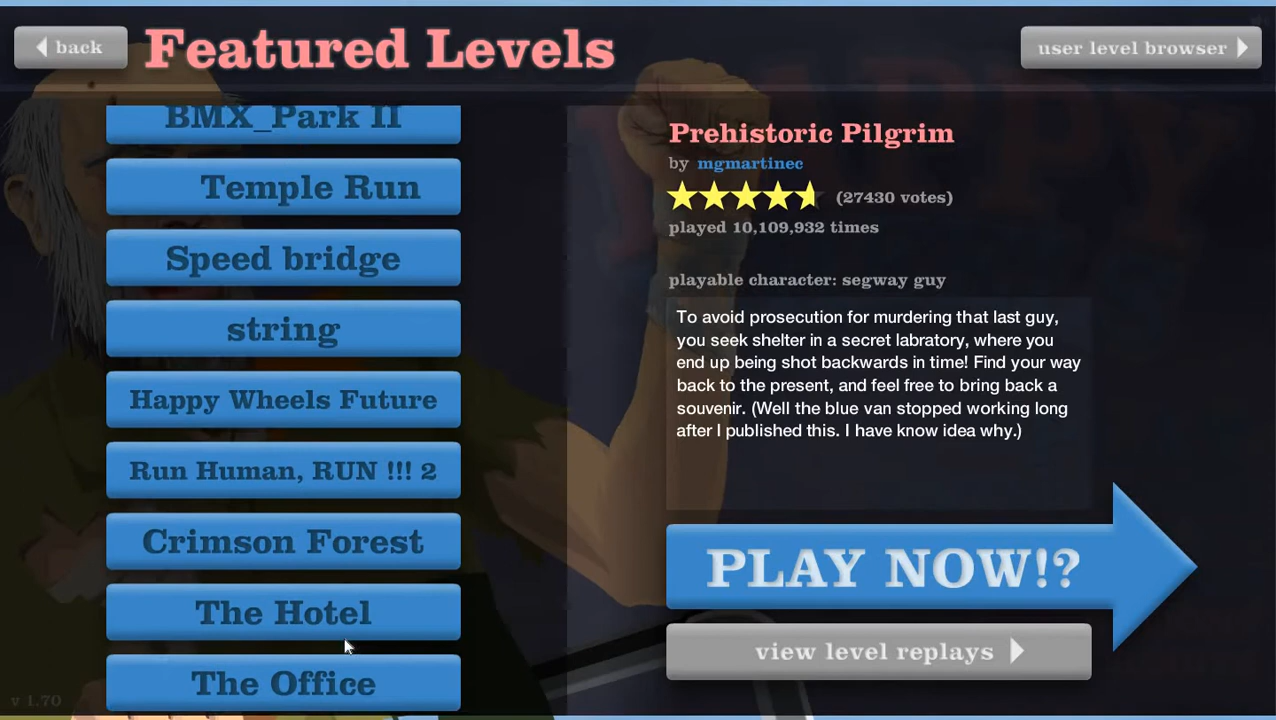 back
Featured Levels
user level browser
BMX_Park II
Temple Run
Speed bridge
string
Happy Wheels Future
Run Human, RUN !!! 2
Crimson Forest
The Hotel
The Office
v 1.70
Prehistoric Pilgrim
by mgmartinec
(27430 votes)
played 10,109,932 times
playable character: segway guy
To avoid prosecution for murdering that last guy,
you seek shelter in a secret labratory, where you
end up being shot backwards in time! Find your way
back to the present, and feel free to bring back a
souvenir. (Well the blue van stopped working long
after I published this. I have know idea why.)
PLAY NOW!?
view level replays